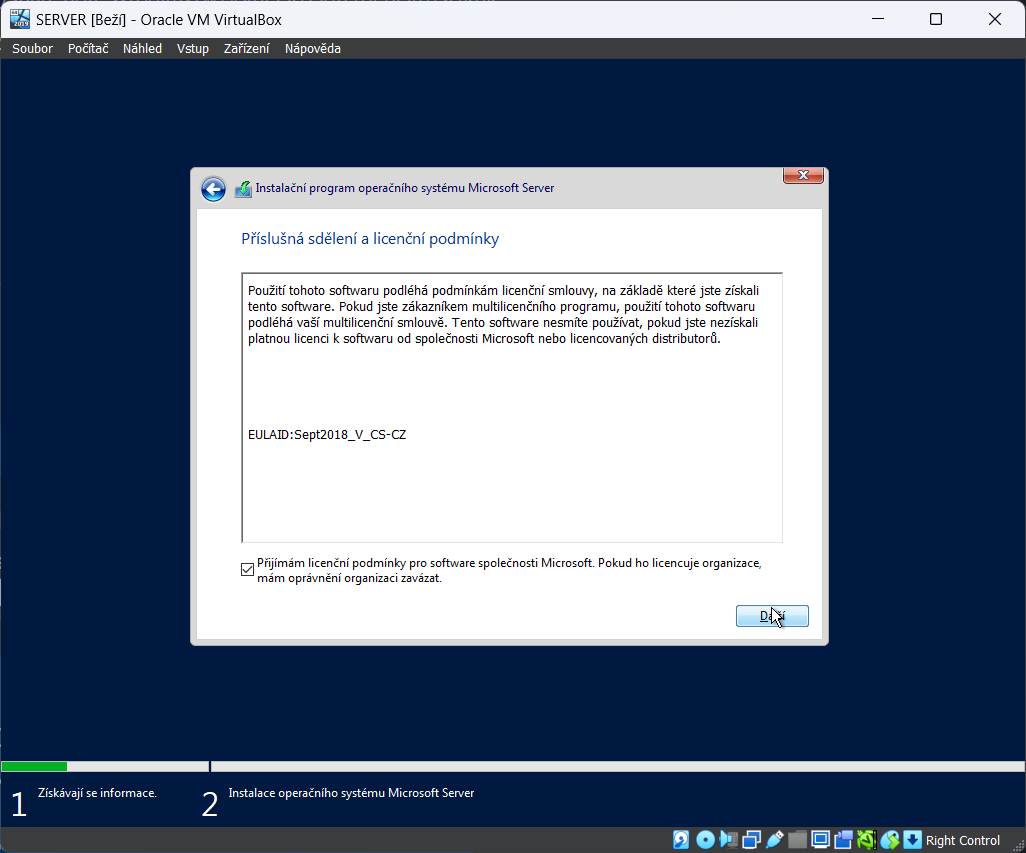 SERVER [Beží] - Oracle VM VirtualBox
Soubor Počítač Náhled Vstup Zařízení Nápověda
Instalační program operačního systému Microsoft Server
Příslušná sdělení a licenční podmínky
Použití tohoto softwaru podléhá podmínkám licenční smlouvy, na základě které jste získali
tento software. Pokud jste zákazníkem multilicenčního programu, použití tohoto softwaru
podléhá vaší multilicenční smlouvě. Tento software nesmíte používat, pokud jste nezískali
platnou licenci k softwaru od společnosti Microsoft nebo licencovaných distributorů.
EULAID:Sept2018_V_CS-CZ
Přijímám licenční podmínky pro software společnosti Microsoft. Pokud ho licencuje organizace,
mám oprávnění organizaci zavázat.
Další
1 Získávají se informace.
2 Instalace operačního systému Microsoft Server
Right Control